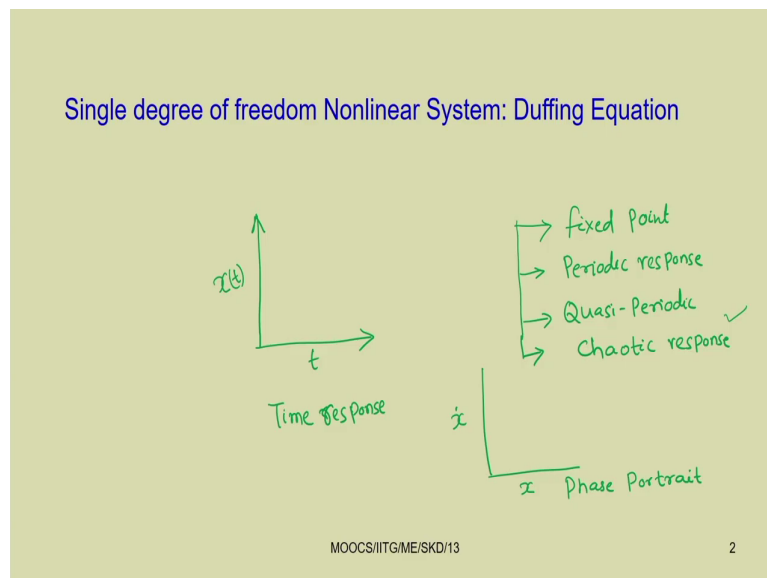 Single degree of freedom Nonlinear System: Duffing Equation
x(t)
t
Time response
fixed point
Periodic response
Quasi-Periodic
Chaotic response
ẋ
x
Phase Portrait
MOOCS/IITG/ME/SKD/13
2